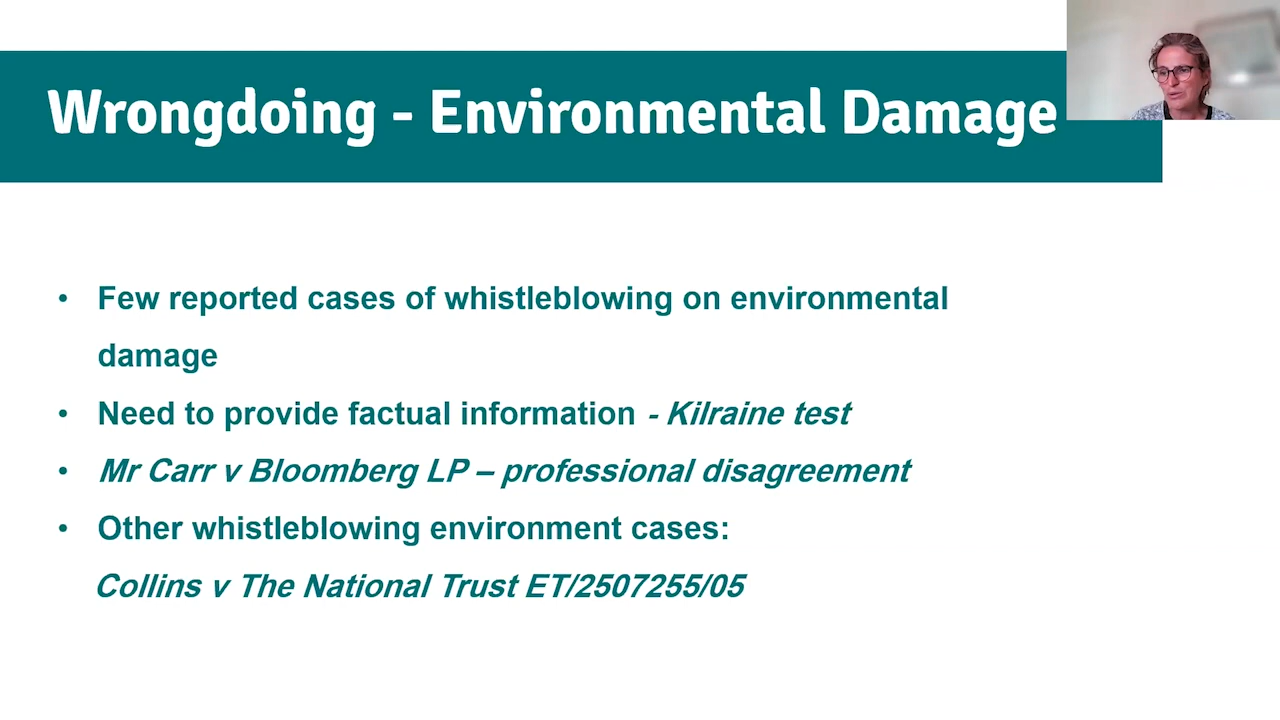 Wrongdoing - Environmental Damage
• Few reported cases of whistleblowing on environmental
damage
• Need to provide factual information - Kilraine test
• Mr Carr v Bloomberg LP – professional disagreement
• Other whistleblowing environment cases:
Collins v The National Trust ET/2507255/05